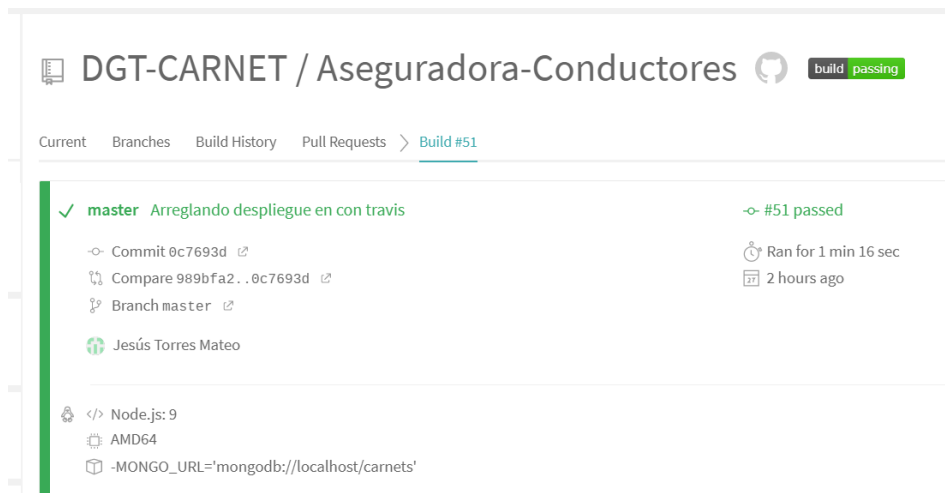 DGT-CARNET / Aseguradora-Conductores build passing
Current Branches Build History Pull Requests Build #51
master Arreglando despliegue en con travis
#51 passed
Commit 0c7693d
Ran for 1 min 16 sec
Compare 989bfa2..0c7693d
27 2 hours ago
Branch master
Jesús Torres Mateo
</> Node.js: 9
AMD64
-MONGO_URL='mongodb://localhost/carnets'